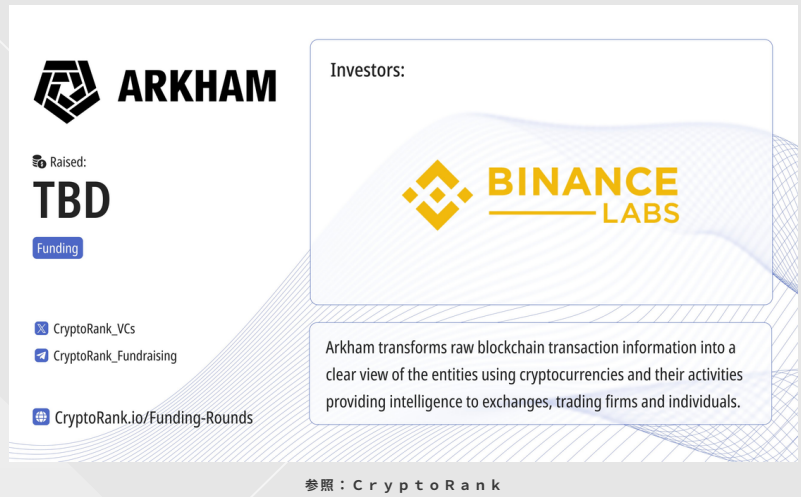 ARKHAM
Raised:
TBD
Funding
CryptoRank_VCs
CryptoRank_Fundraising
CryptoRank.io/Funding-Rounds
Investors:
BINANCE
LABS
Arkham transforms raw blockchain transaction information into a
clear view of the entities using cryptocurrencies and their activities
providing intelligence to exchanges, trading firms and individuals.
参照：ＣｒｙｐｔｏＲａｎｋ